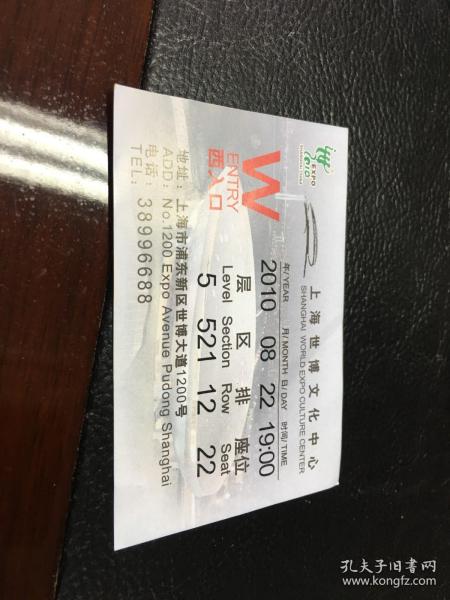 EXPO
2010
上海世博文化中心
SHANGHAI WORLD EXPO CULTURE CENTER
年/YEAR 月/MONTH 日/DAY 时间/TIME
2010 08 22 19:00
W
ENTRY
西入口
层 区 排 座位
Level Section Row Seat
5 521 12 22
地址：上海市浦东新区世博大道1200号
ADD：No.1200 Expo Avenue Pudong Shanghai
电话：
TEL：38996688
孔夫子旧书网
www.kongfz.com